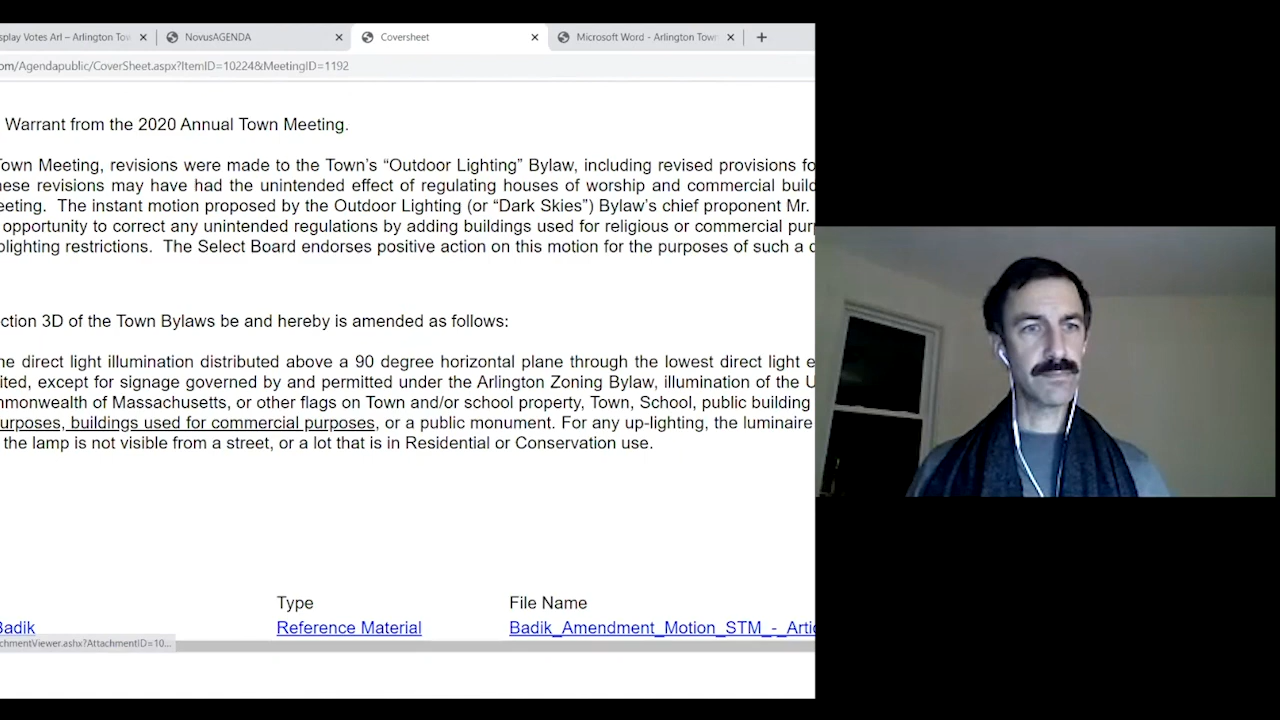 splay Votes Arl – Arlington Tow
NovusAGENDA
Coversheet
Microsoft Word - Arlington Town
om/Agendapublic/CoverSheet.aspx?ItemID=10224&MeetingID=1192
Warrant from the 2020 Annual Town Meeting.
Town Meeting, revisions were made to the Town’s “Outdoor Lighting” Bylaw, including revised provisions fo
hese revisions may have had the unintended effect of regulating houses of worship and commercial build
eeting. The instant motion proposed by the Outdoor Lighting (or “Dark Skies”) Bylaw’s chief proponent Mr.
opportunity to correct any unintended regulations by adding buildings used for religious or commercial pur
plighting restrictions. The Select Board endorses positive action on this motion for the purposes of such a c
ction 3D of the Town Bylaws be and hereby is amended as follows:
he direct light illumination distributed above a 90 degree horizontal plane through the lowest direct light e
ited, except for signage governed by and permitted under the Arlington Zoning Bylaw, illumination of the U
mmonwealth of Massachusetts, or other flags on Town and/or school property, Town, School, public building
urposes, buildings used for commercial purposes, or a public monument. For any up-lighting, the luminaire
the lamp is not visible from a street, or a lot that is in Residential or Conservation use.
Type File Name
Badik Reference Material Badik_Amendment_Motion_STM_-_Artic
chmentViewer.ashx?AttachmentID=10...